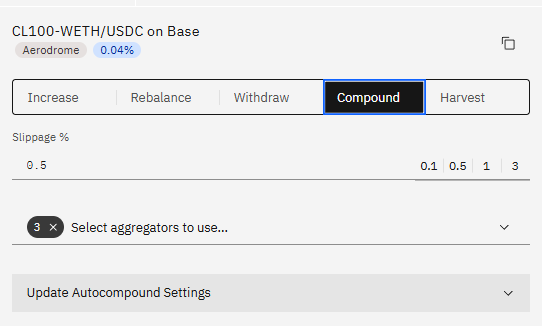 CL100-WETH/USDC on Base
Aerodrome 0.04%
Increase Rebalance Withdraw Compound Harvest
Slippage %
0.5 0.1 0.5 1 3
3 × Select aggregators to use...
Update Autocompound Settings